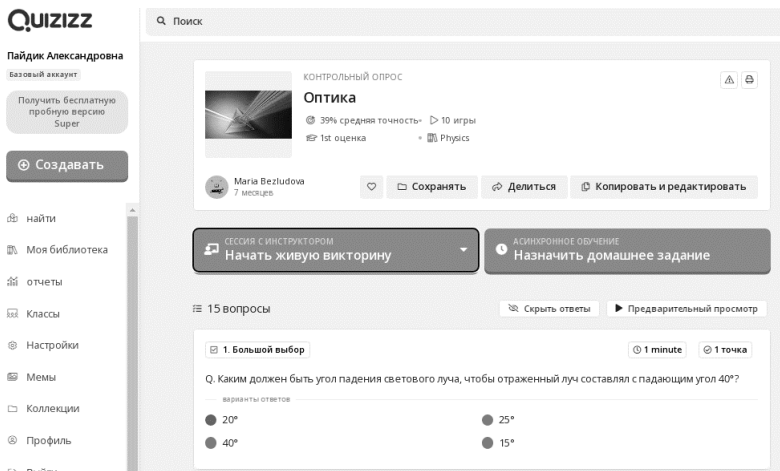 QUIZIZZ
Поиск
Пайдик Александровна
Базовый аккаунт
Получить бесплатную
пробную версию
Super
Создавать
найти
Моя библиотека
отчеты
Классы
Настройки
Мемы
Коллекции
Профиль
КОНТРОЛЬНЫЙ ОПРОС
Оптика
39% средняя точность
10 игры
1st оценка
Physics
Maria Bezludova
7 месяцев
Сохранять
Делиться
Копировать и редактировать
СЕССИЯ С ИНСТРУКТОРОМ
Начать живую викторину
АСИНХРОННОЕ ОБУЧЕНИЕ
Назначить домашнее задание
15 вопросы
Скрыть ответы
Предварительный просмотр
1. Большой выбор
1 minute
1 точка
Q. Каким должен быть угол падения светового луча, чтобы отраженный луч составлял с падающим угол 40°?
варианты ответов
20°
25°
40°
15°